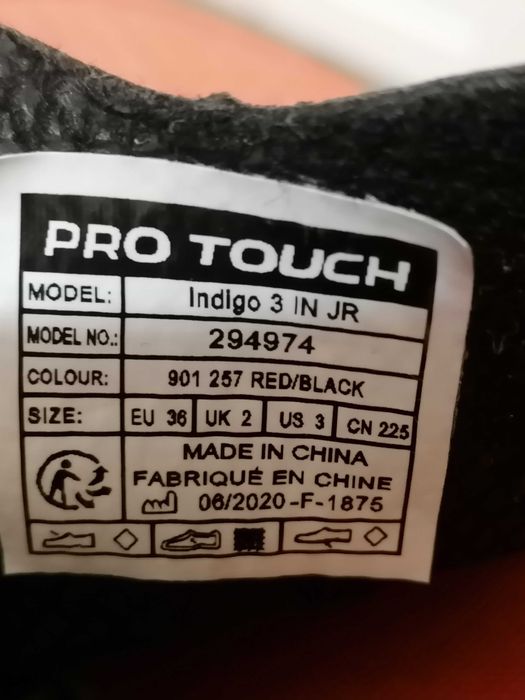 PRO TOUCH
MODEL: Indigo 3 IN JR
MODEL NO.: 294974
COLOUR: 901 257 RED/BLACK
SIZE: EU 36 UK 2 US 3 CN 225
MADE IN CHINA
FABRIQUÉ EN CHINE
06/2020-F-1875